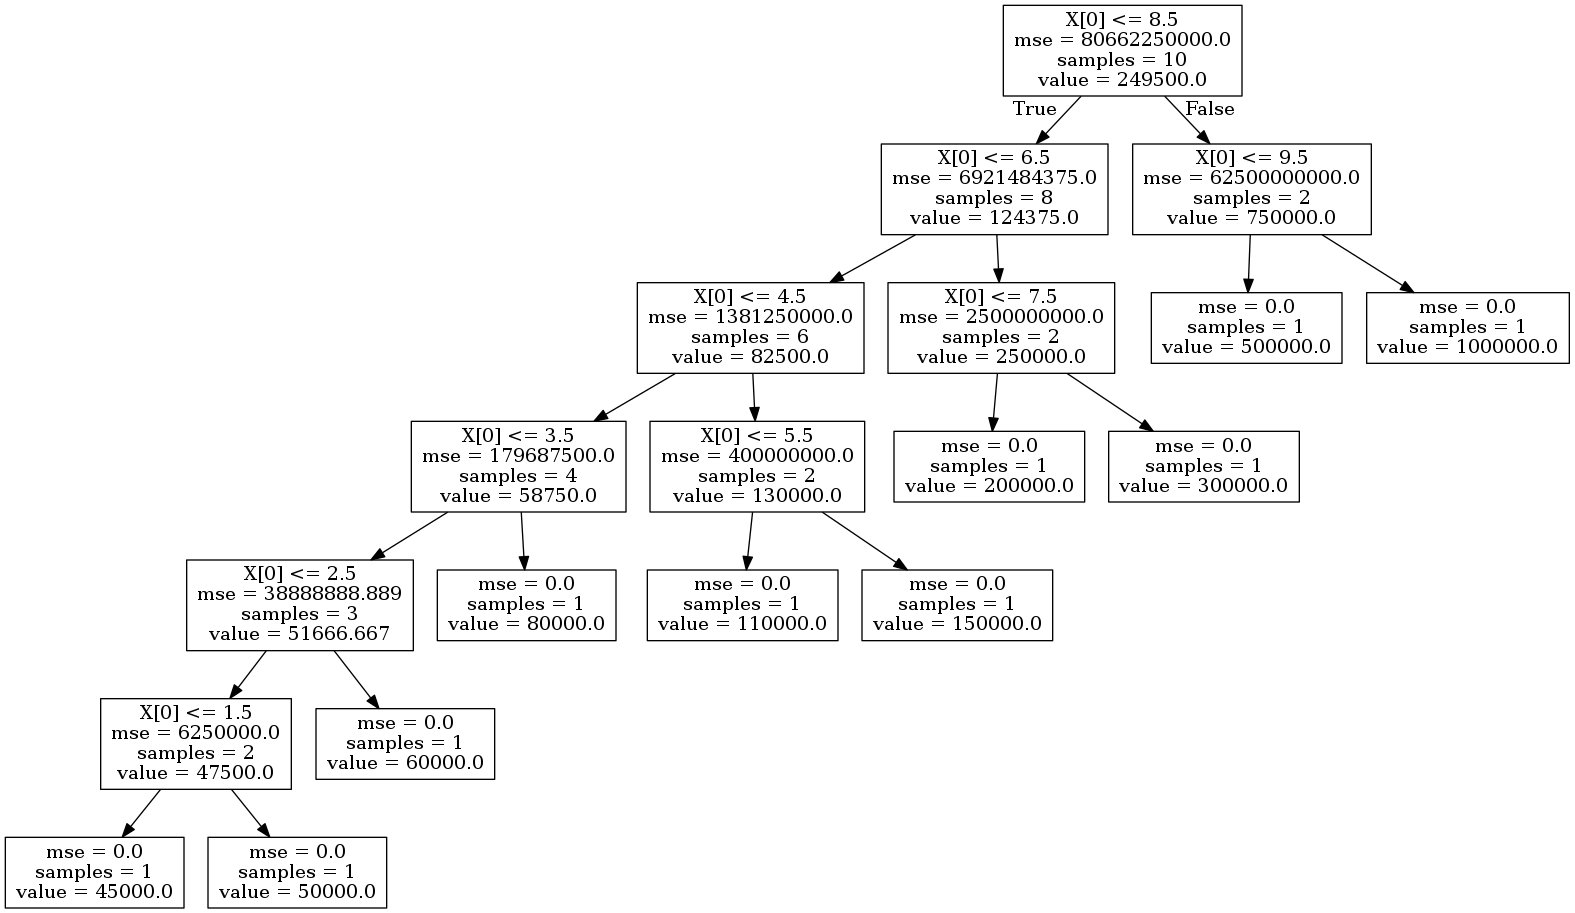 X[0] <= 8.5
mse = 80662250000.0
samples = 10
value = 249500.0
True
False
X[0] <= 6.5
mse = 6921484375.0
samples = 8
value = 124375.0
X[0] <= 9.5
mse = 62500000000.0
samples = 2
value = 750000.0
X[0] <= 4.5
mse = 1381250000.0
samples = 6
value = 82500.0
X[0] <= 7.5
mse = 2500000000.0
samples = 2
value = 250000.0
mse = 0.0
samples = 1
value = 500000.0
mse = 0.0
samples = 1
value = 1000000.0
X[0] <= 3.5
mse = 179687500.0
samples = 4
value = 58750.0
X[0] <= 5.5
mse = 400000000.0
samples = 2
value = 130000.0
mse = 0.0
samples = 1
value = 200000.0
mse = 0.0
samples = 1
value = 300000.0
X[0] <= 2.5
mse = 38888888.889
samples = 3
value = 51666.667
mse = 0.0
samples = 1
value = 80000.0
mse = 0.0
samples = 1
value = 110000.0
mse = 0.0
samples = 1
value = 150000.0
X[0] <= 1.5
mse = 6250000.0
samples = 2
value = 47500.0
mse = 0.0
samples = 1
value = 60000.0
mse = 0.0
samples = 1
value = 45000.0
mse = 0.0
samples = 1
value = 50000.0